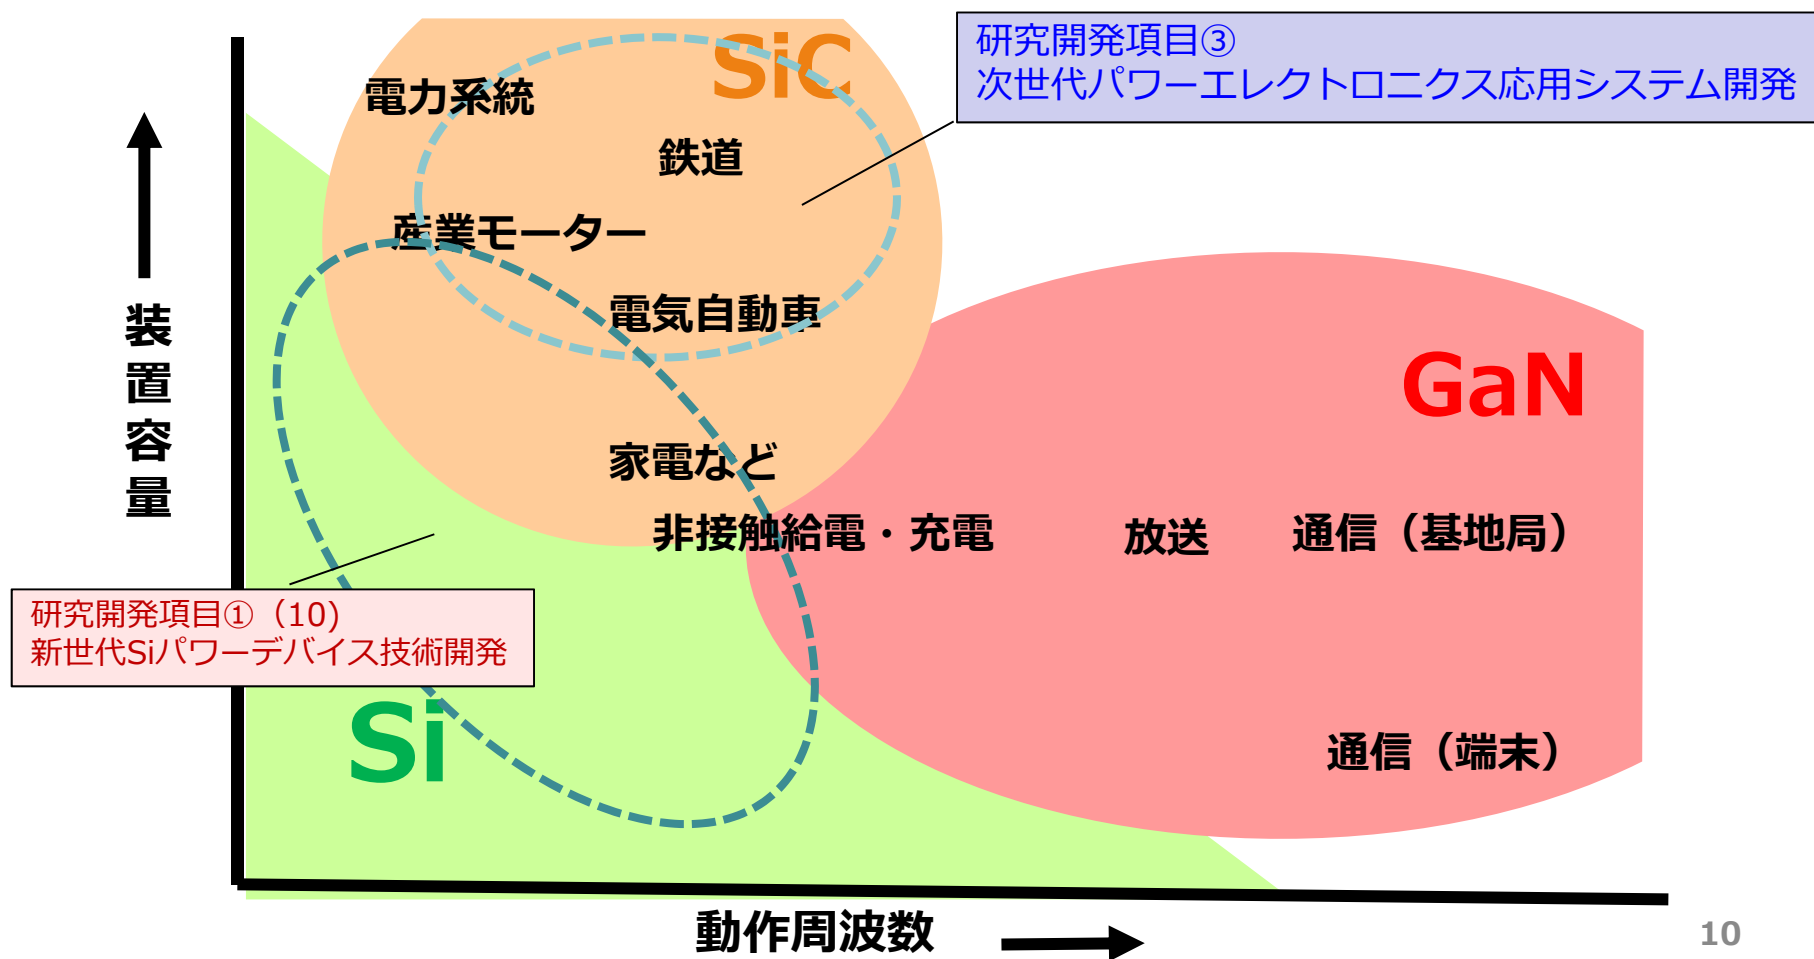 SiC
研究開発項目③
次世代パワーエレクトロニクス応用システム開発
電力系統
鉄道
産業モーター
電気自動車
装置容量
GaN
家電など
非接触給電・充電
放送
通信（基地局）
研究開発項目①（10）
新世代Siパワーデバイス技術開発
Si
通信（端末）
動作周波数
10